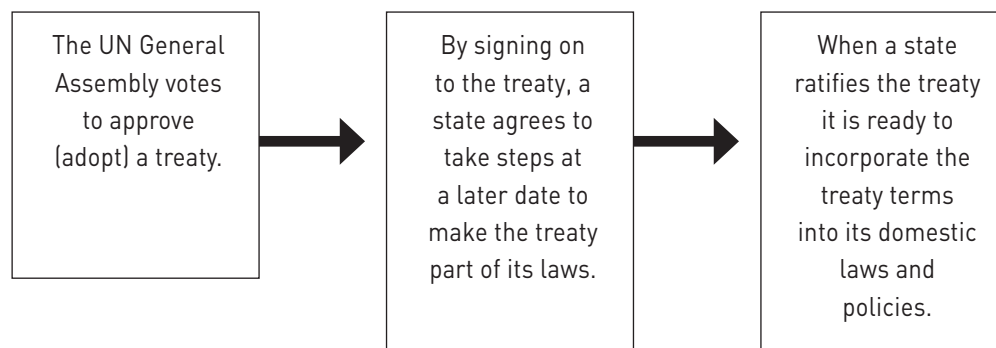 The UN General
Assembly votes
to approve
(adopt) a treaty.
By signing on
to the treaty, a
state agrees to
take steps at
a later date to
make the treaty
part of its laws.
When a state
ratifies the treaty
it is ready to
incorporate the
treaty terms
into its domestic
laws and
policies.